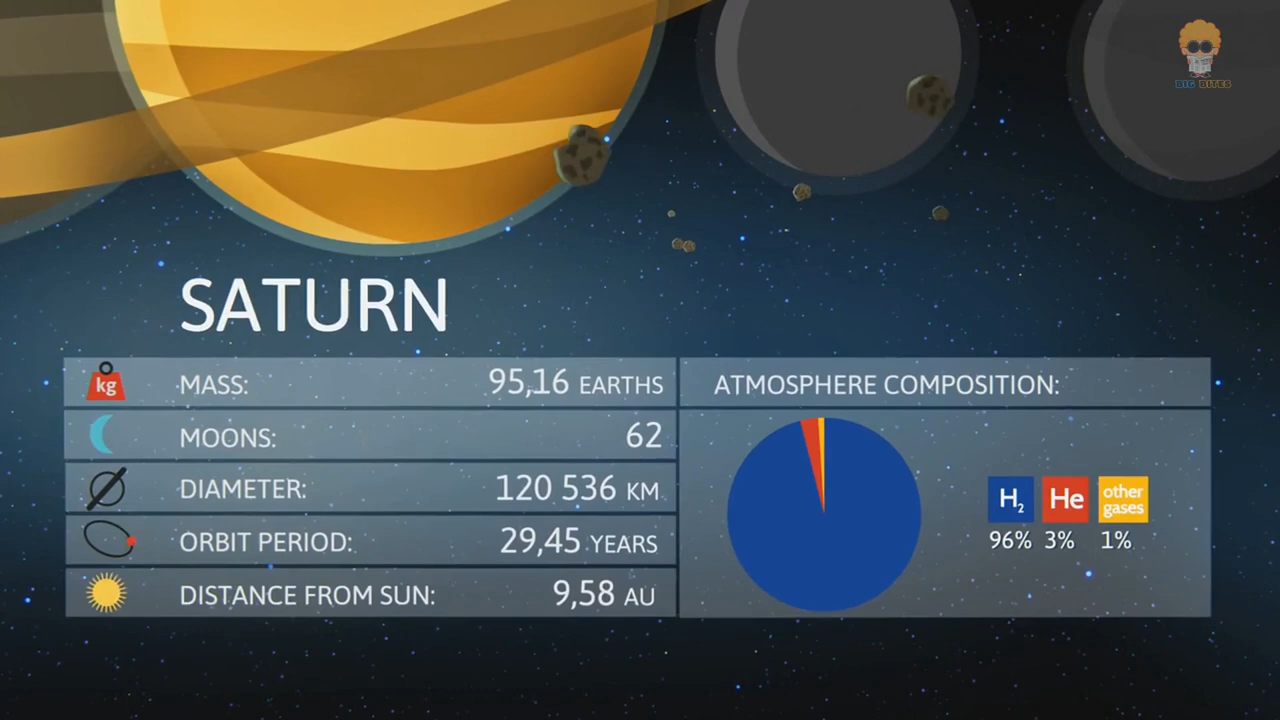 BIG BITES
SATURN
kg MASS: 95,16 EARTHS
MOONS: 62
DIAMETER: 120 536 KM
ORBIT PERIOD: 29,45 YEARS
DISTANCE FROM SUN: 9,58 AU
ATMOSPHERE COMPOSITION:
H₂ He other gases
96% 3% 1%